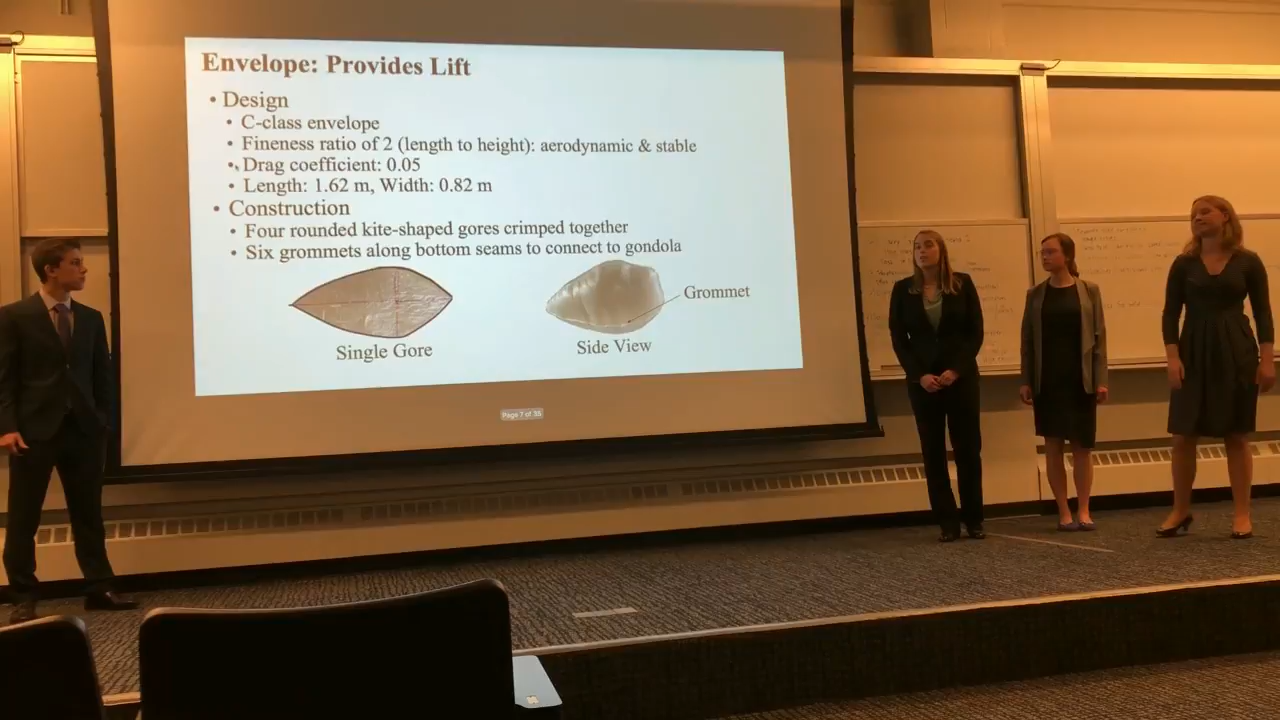 Envelope: Provides Lift
• Design
• C-class envelope
• Fineness ratio of 2 (length to height): aerodynamic & stable
• Drag coefficient: 0.05
• Length: 1.62 m, Width: 0.82 m
• Construction
• Four rounded kite-shaped gores crimped together
• Six grommets along bottom seams to connect to gondola
Grommet
Single Gore
Side View
Page 7 of 35